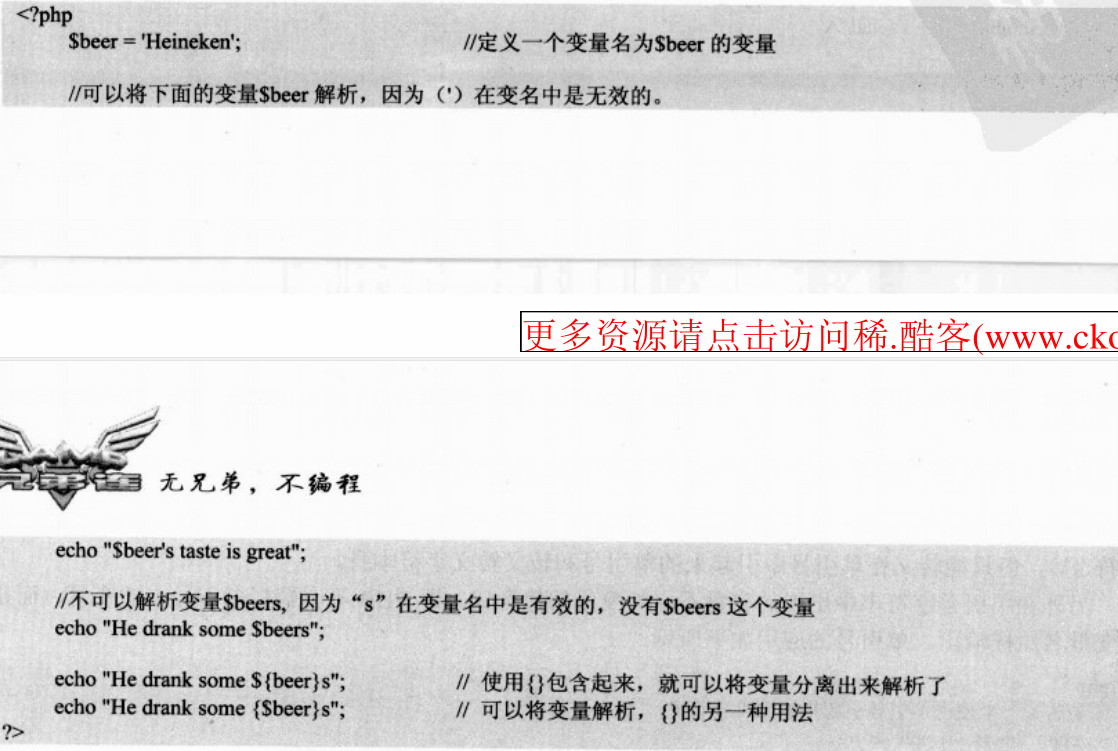 <?php
$beer = 'Heineken'; //定义一个变量名为$beer 的变量
//可以将下面的变量$beer 解析，因为（'）在变名中是无效的。
更多资源请点击访问稀.酷客(www.cko
无兄弟，不编程
echo "$beer's taste is great";
//不可以解析变量$beers, 因为“s”在变量名中是有效的，没有$beers 这个变量
echo "He drank some $beers";
echo "He drank some ${beer}s"; // 使用{}包含起来，就可以将变量分离出来解析了
echo "He drank some {$beer}s"; // 可以将变量解析，{}的另一种用法
?>